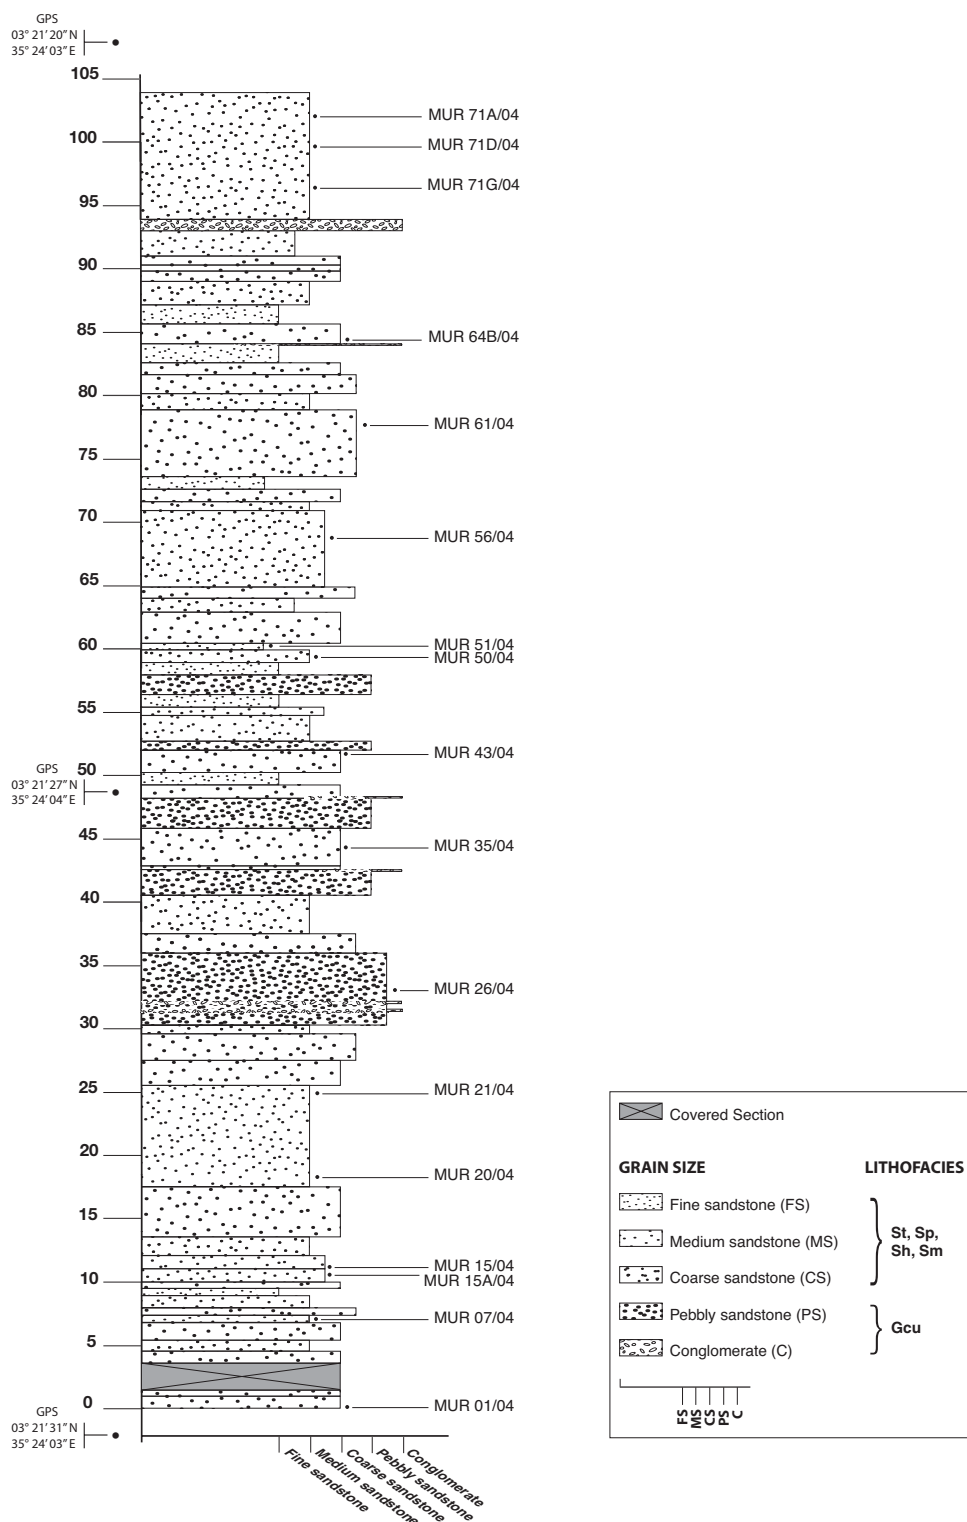 GPS
03° 21′ 20″ N
35° 24′ 03″ E
105
MUR 71A/04
100
MUR 71D/04
MUR 71G/04
95
90
85
MUR 64B/04
80
MUR 61/04
75
70
MUR 56/04
65
60
MUR 51/04
MUR 50/04
55
MUR 43/04
50
GPS
03° 21′ 27″ N
35° 24′ 04″ E
45
MUR 35/04
40
35
MUR 26/04
30
25
MUR 21/04
20
MUR 20/04
15
MUR 15/04
MUR 15A/04
10
MUR 07/04
5
0
MUR 01/04
GPS
03° 21′ 31″ N
35° 24′ 03″ E
Fine sandstone
Medium sandstone
Coarse sandstone
Pebbly sandstone
Conglomerate
Covered Section
GRAIN SIZE
LITHOFACIES
Fine sandstone (FS)
Medium sandstone (MS)
Coarse sandstone (CS)
St, Sp,
Sh, Sm
Pebbly sandstone (PS)
Conglomerate (C)
Gcu
FS
MS
CS
PS
C